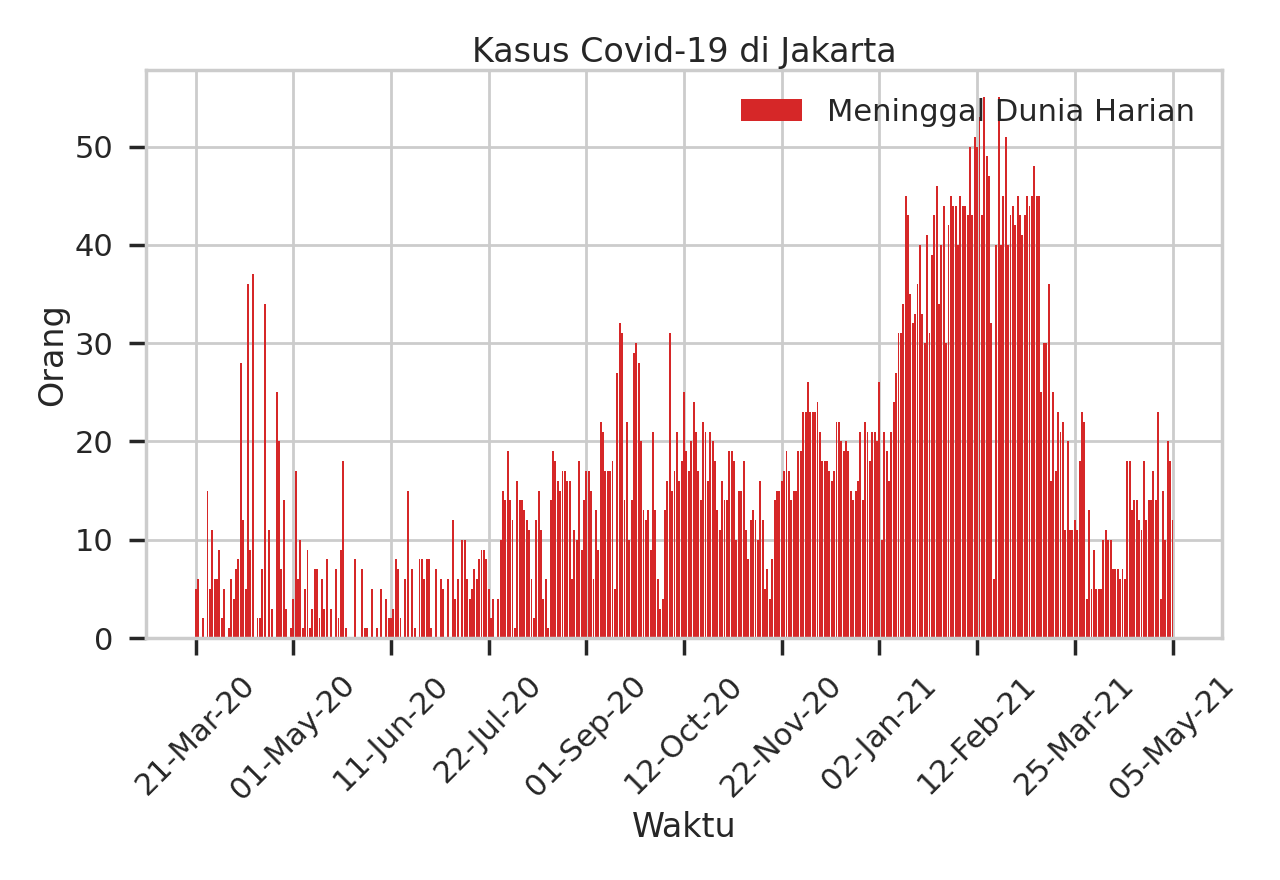 Kasus Covid-19 di Jakarta
Meninggal Dunia Harian
50
40
30
20
10
0
Orang
21-Mar-20
01-May-20
11-Jun-20
22-Jul-20
01-Sep-20
12-Oct-20
22-Nov-20
02-Jan-21
12-Feb-21
25-Mar-21
05-May-21
Waktu